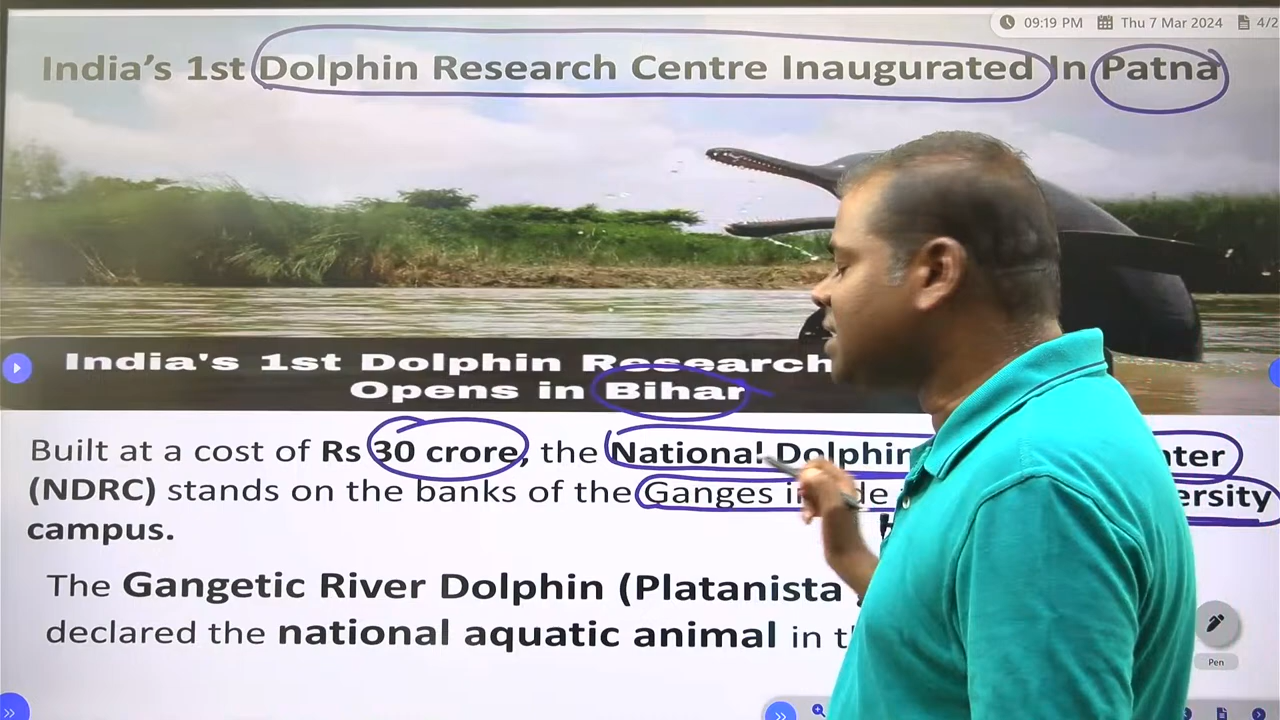 09:19 PM Thu 7 Mar 2024 4/2
India's 1st Dolphin Research Centre Inaugurated In Patna
India's 1st Dolphin Research
Opens in Bihar
Built at a cost of Rs 30 crore, the National Dolphin nter
(NDRC) stands on the banks of the Ganges in de ersity
campus.
The Gangetic River Dolphin (Platanista
declared the national aquatic animal in t
Pen